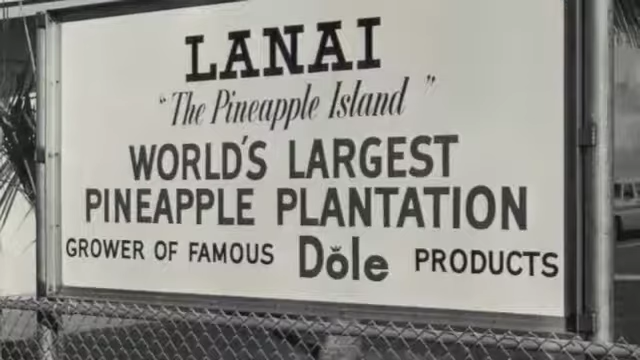 LANAI
"The Pineapple Island"
WORLD'S LARGEST
PINEAPPLE PLANTATION
GROWER OF FAMOUS Dole PRODUCTS